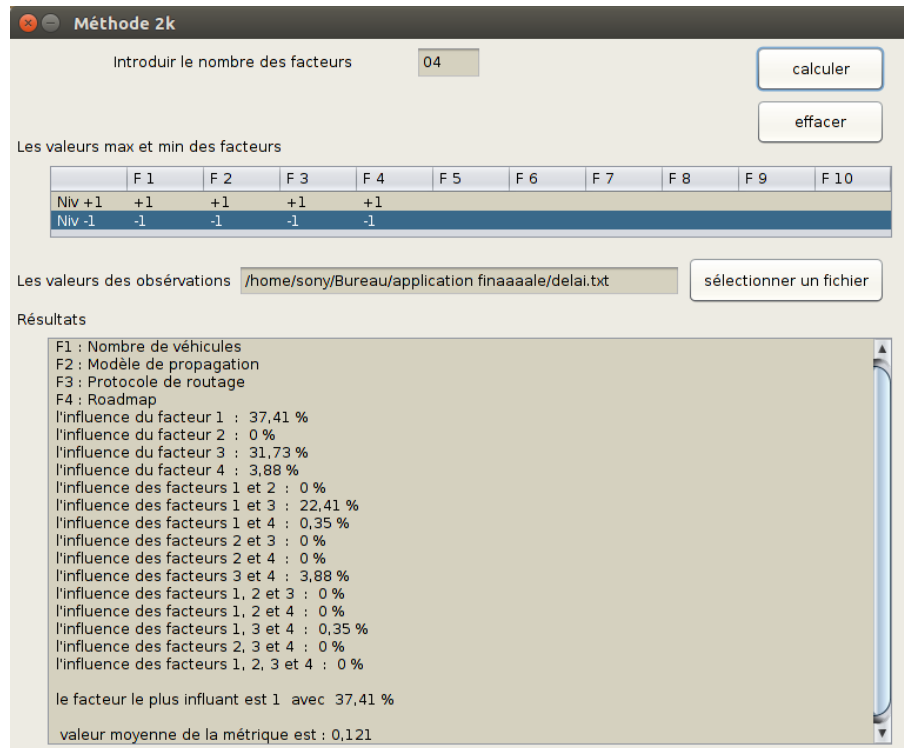 Méthode 2k
Introduir le nombre des facteurs 04 calculer
effacer
Les valeurs max et min des facteurs
F 1 F 2 F 3 F 4 F 5 F 6 F 7 F 8 F 9 F 10
Niv +1 +1 +1 +1 +1
Niv -1 -1 -1 -1 -1
Les valeurs des obsérvations /home/sony/Bureau/application finaaaale/delai.txt sélectionner un fichier
Résultats
F1 : Nombre de véhicules
F2 : Modèle de propagation
F3 : Protocole de routage
F4 : Roadmap
l'influence du facteur 1 : 37,41 %
l'influence du facteur 2 : 0 %
l'influence du facteur 3 : 31,73 %
l'influence du facteur 4 : 3,88 %
l'influence des facteurs 1 et 2 : 0 %
l'influence des facteurs 1 et 3 : 22,41 %
l'influence des facteurs 1 et 4 : 0,35 %
l'influence des facteurs 2 et 3 : 0 %
l'influence des facteurs 2 et 4 : 0 %
l'influence des facteurs 3 et 4 : 3,88 %
l'influence des facteurs 1, 2 et 3 : 0 %
l'influence des facteurs 1, 2 et 4 : 0 %
l'influence des facteurs 1, 3 et 4 : 0,35 %
l'influence des facteurs 2, 3 et 4 : 0 %
l'influence des facteurs 1, 2, 3 et 4 : 0 %
le facteur le plus influant est 1 avec 37,41 %
valeur moyenne de la métrique est : 0,121